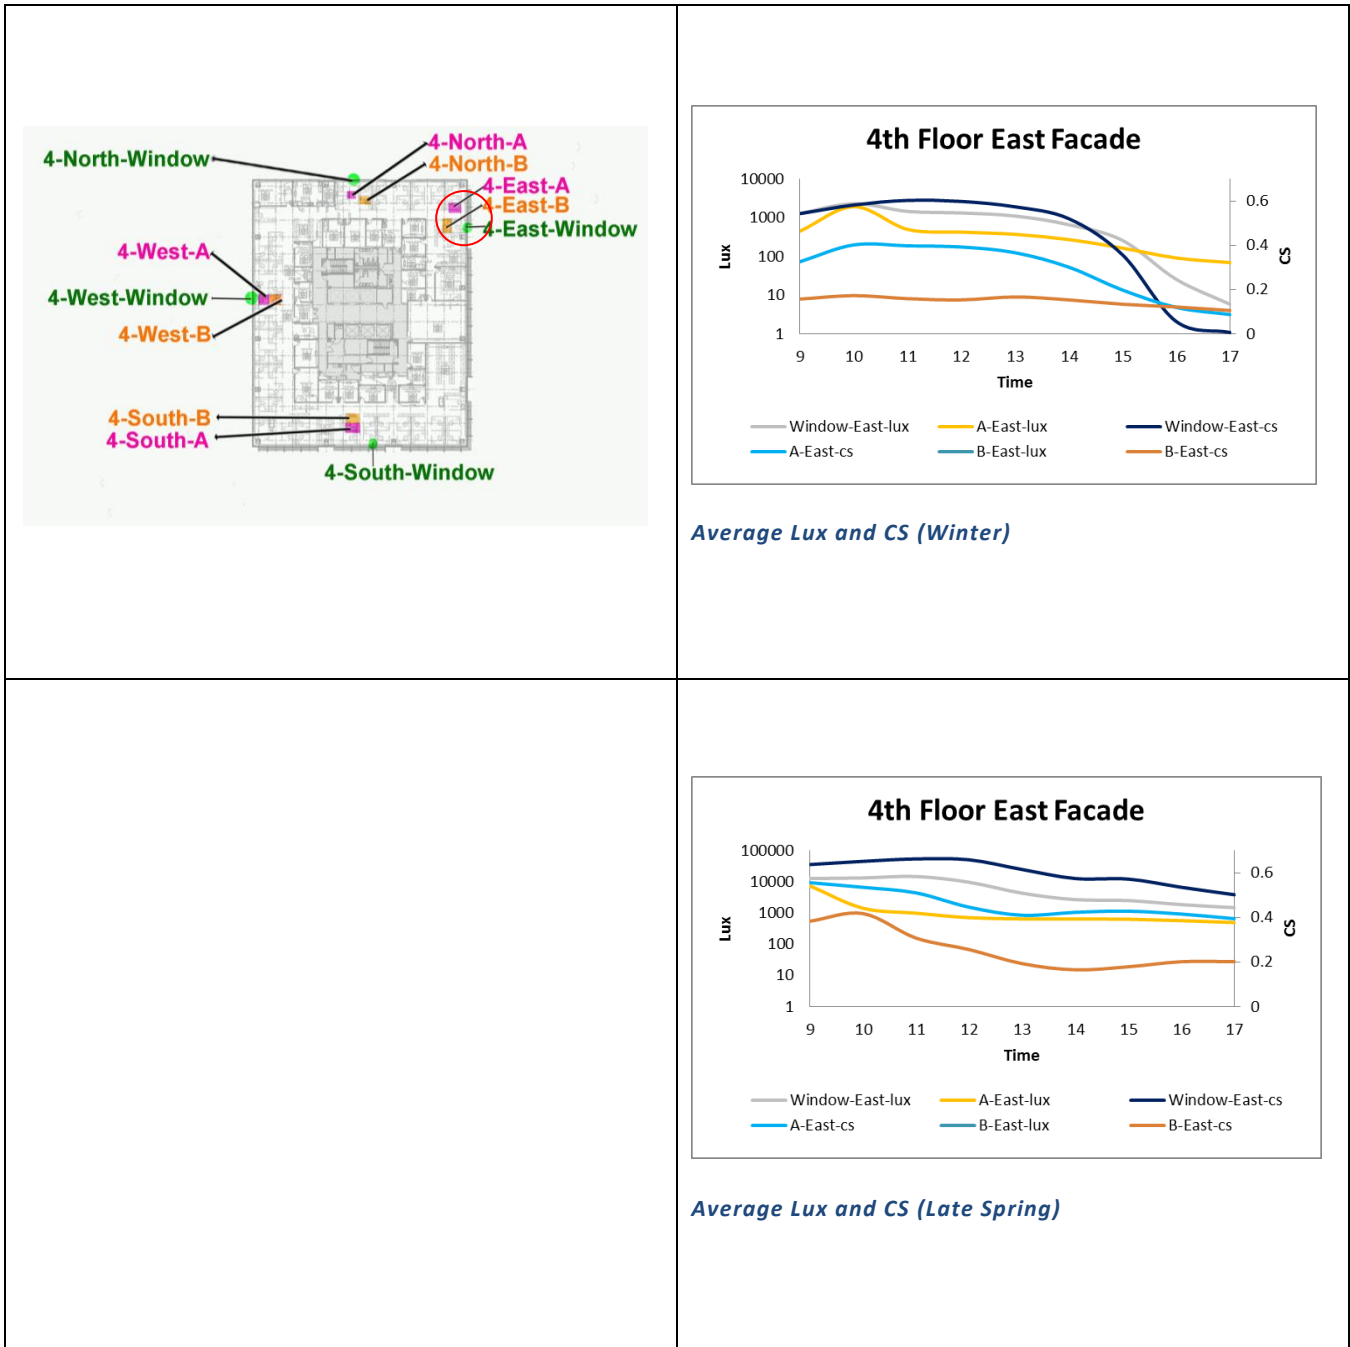 4-North-Window
4-North-A
4-North-B
4-East-A
4-East-B
4-East-Window
4-West-A
4-West-Window
4-West-B
4-South-B
4-South-A
4-South-Window
4th Floor East Facade
10000
1000
100
10
1
Lux
0.6
0.4
0.2
0
CS
9 10 11 12 13 14 15 16 17
Time
Window-East-lux A-East-lux Window-East-cs
A-East-cs B-East-lux B-East-cs
Average Lux and CS (Winter)
4th Floor East Facade
100000
10000
1000
100
10
1
Lux
0.6
0.4
0.2
0
CS
9 10 11 12 13 14 15 16 17
Time
Window-East-lux A-East-lux Window-East-cs
A-East-cs B-East-lux B-East-cs
Average Lux and CS (Late Spring)